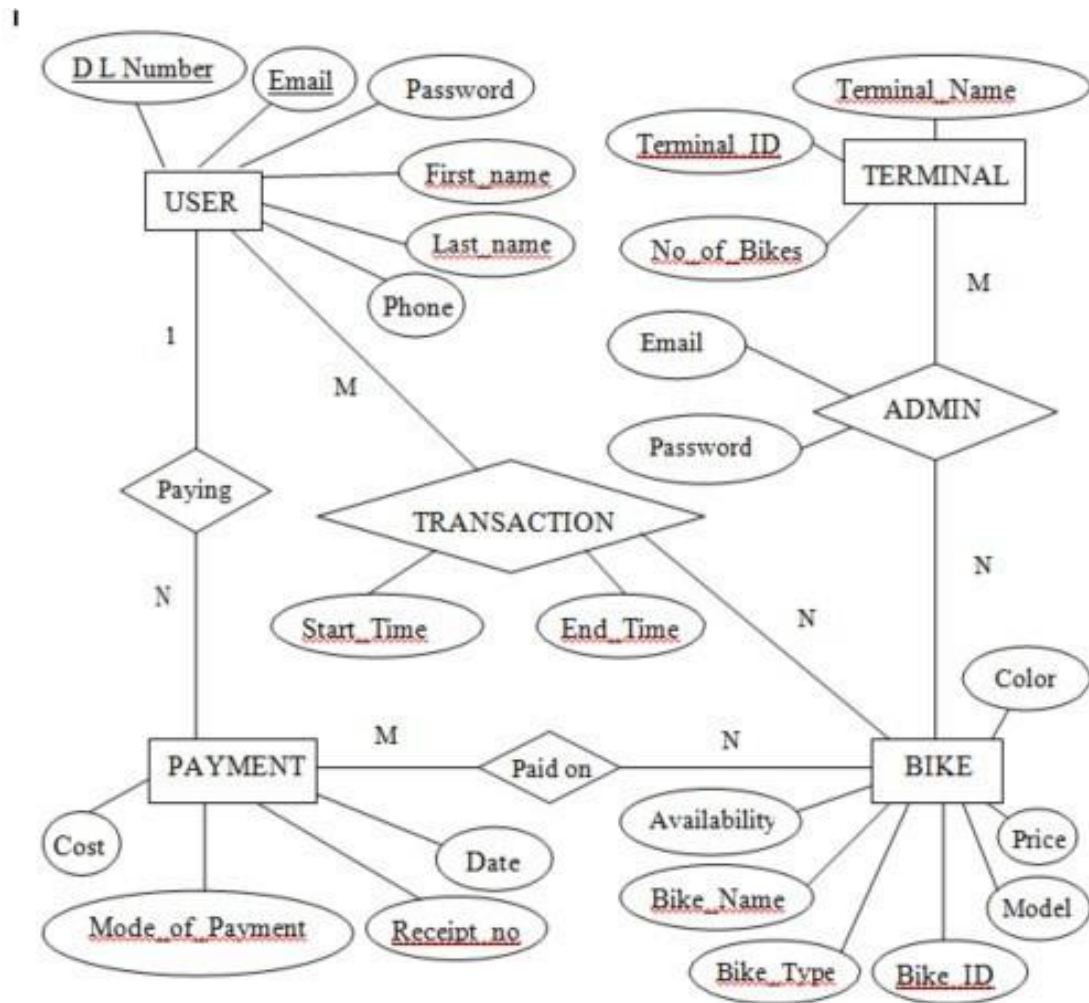 D L Number
Email
Password
Terminal_Name
Terminal_ID
First_name
USER
TERMINAL
Last_name
No_of_Bikes
Phone
M
1
Email
M
ADMIN
Password
Paying
TRANSACTION
N
N
Start_Time
End_Time
N
Color
M
N
PAYMENT
Paid on
BIKE
Availability
Cost
Date
Price
Bike_Name
Mode_of_Payment
Receipt_no
Model
Bike_Type
Bike_ID